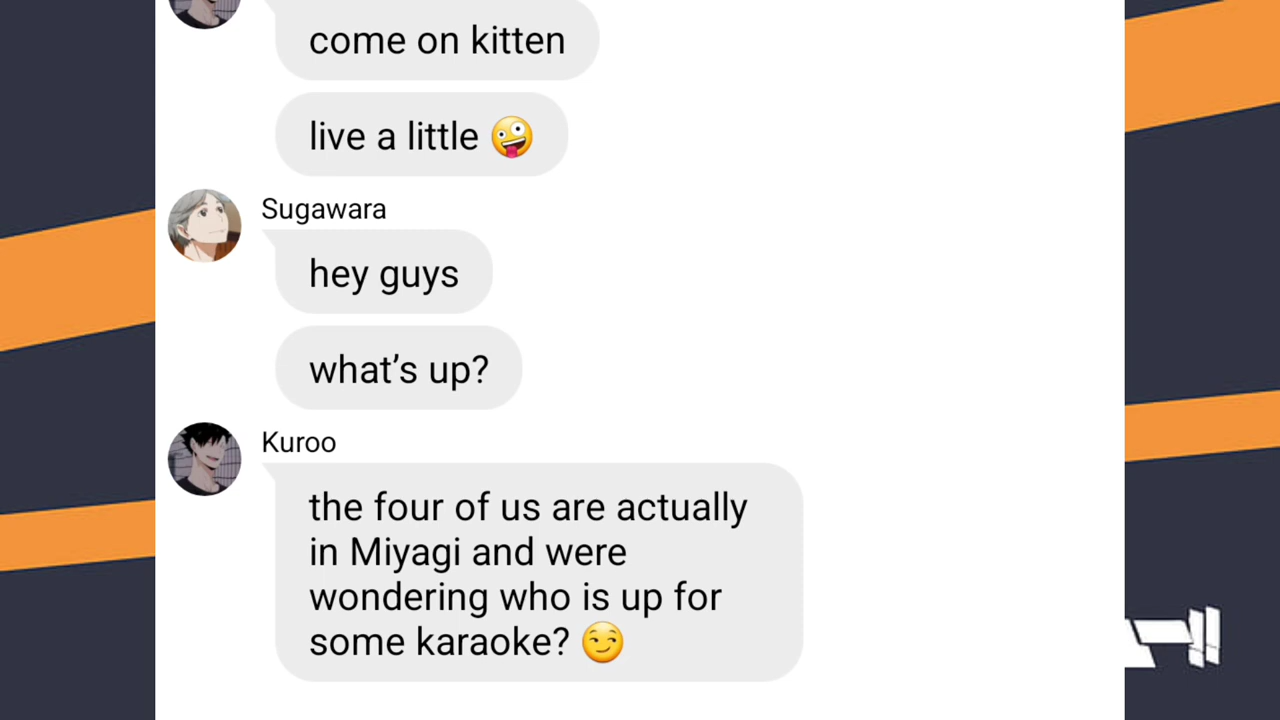 come on kitten
live a little 🤪
Sugawara
hey guys
what’s up?
Kuroo
the four of us are actually
in Miyagi and were
wondering who is up for
some karaoke? 😏